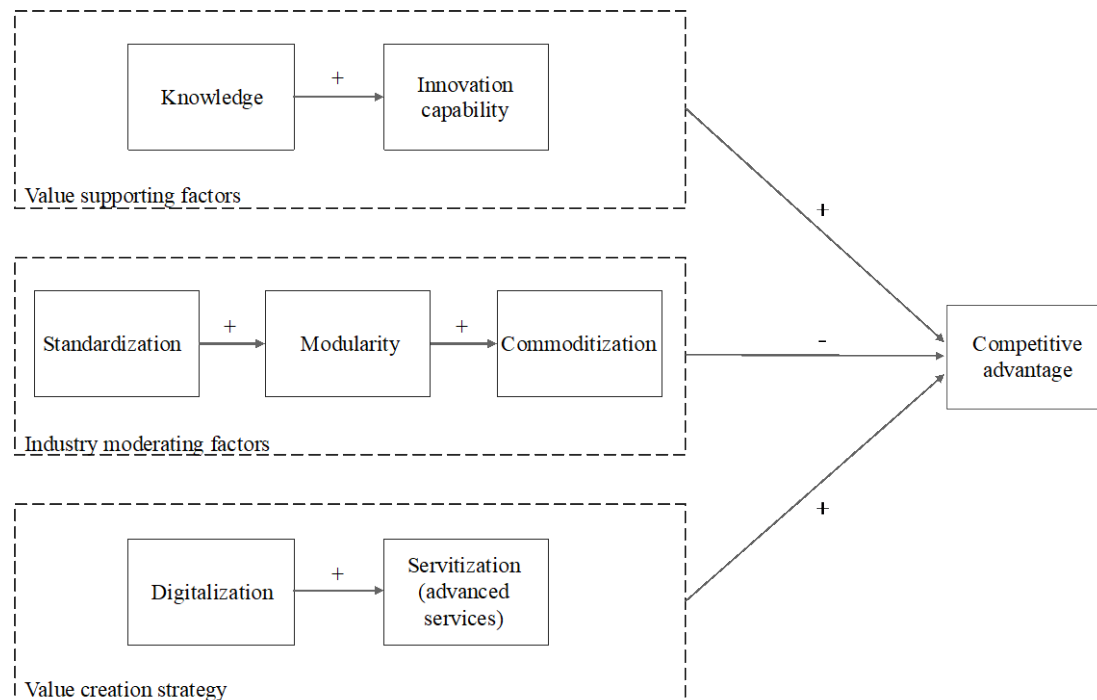 +
Knowledge
Innovation
capability
Value supporting factors
+
+
+
Standardization
Modularity
Commoditization
-
Competitive
advantage
Industry moderating factors
+
+
Digitalization
Servitization
(advanced
services)
Value creation strategy